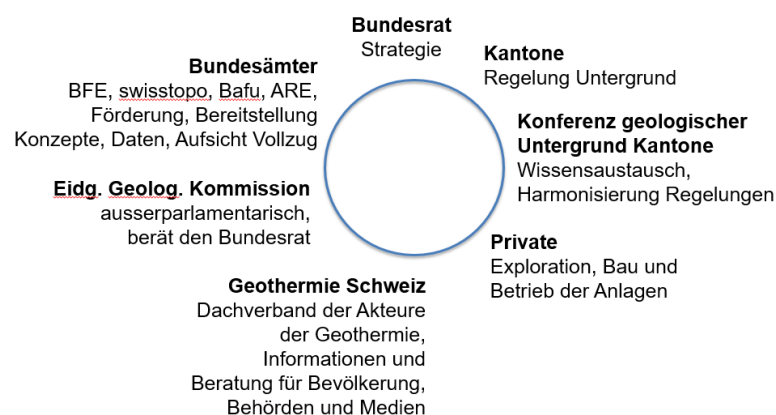 Bundesrat
Strategie
Kantone
Regelung Untergrund
Konferenz geologischer
Untergrund Kantone
Wissensaustausch,
Harmonisierung Regelungen
Private
Exploration, Bau und
Betrieb der Anlagen
Geothermie Schweiz
Dachverband der Akteure
der Geothermie,
Informationen und
Beratung für Bevölkerung,
Behörden und Medien
Eidg. Geolog. Kommission
ausserparlamentarisch,
berät den Bundesrat
Bundesämter
BFE, swisstopo, Bafu, ARE,
Förderung, Bereitstellung
Konzepte, Daten, Aufsicht Vollzug